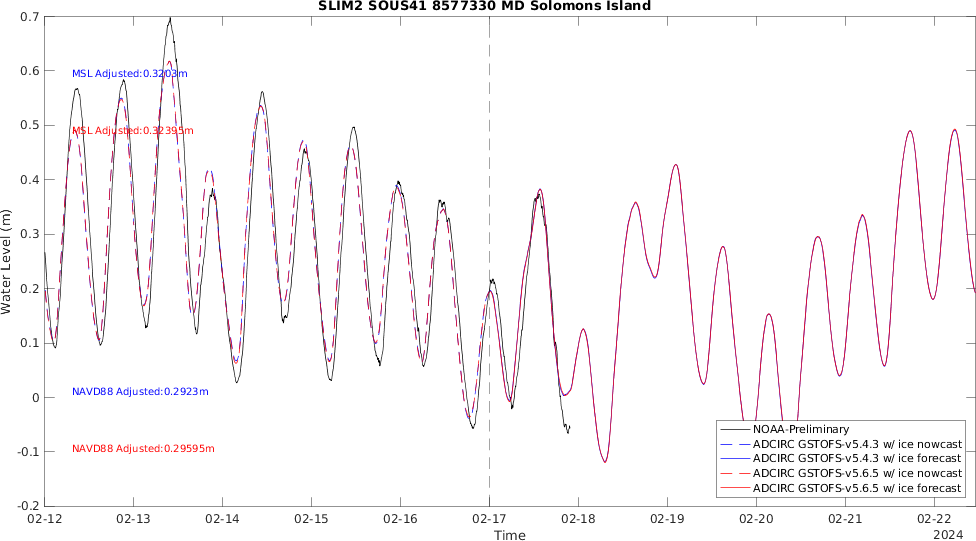 SLIM2 SOUS41 8577330 MD Solomons Island
Water Level (m)
0.7
0.6
0.5
0.4
0.3
0.2
0.1
0
-0.1
-0.2
MSL Adjusted:0.3203m
MSL Adjusted:0.32395m
NAVD88 Adjusted:0.2923m
NAVD88 Adjusted:0.29595m
NOAA-Preliminary
ADCIRC GSTOFS-v5.4.3 w/ ice nowcast
ADCIRC GSTOFS-v5.4.3 w/ ice forecast
ADCIRC GSTOFS-v5.6.5 w/ ice nowcast
ADCIRC GSTOFS-v5.6.5 w/ ice forecast
02-12 02-13 02-14 02-15 02-16 02-17 02-18 02-19 02-20 02-21 02-22
Time
2024